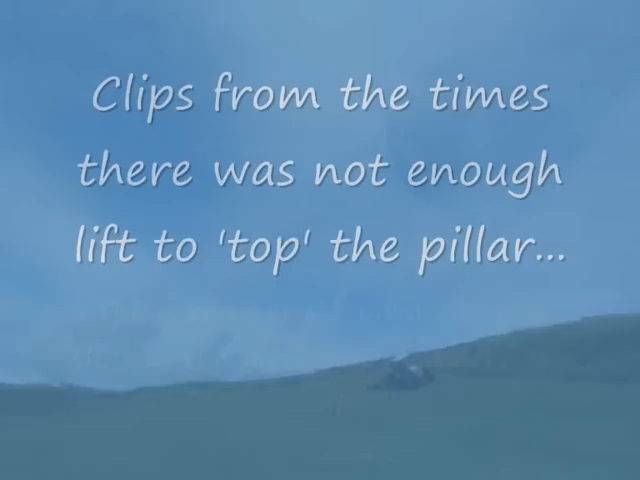 Clips from the times
there was not enough
lift to 'top' the pillar...